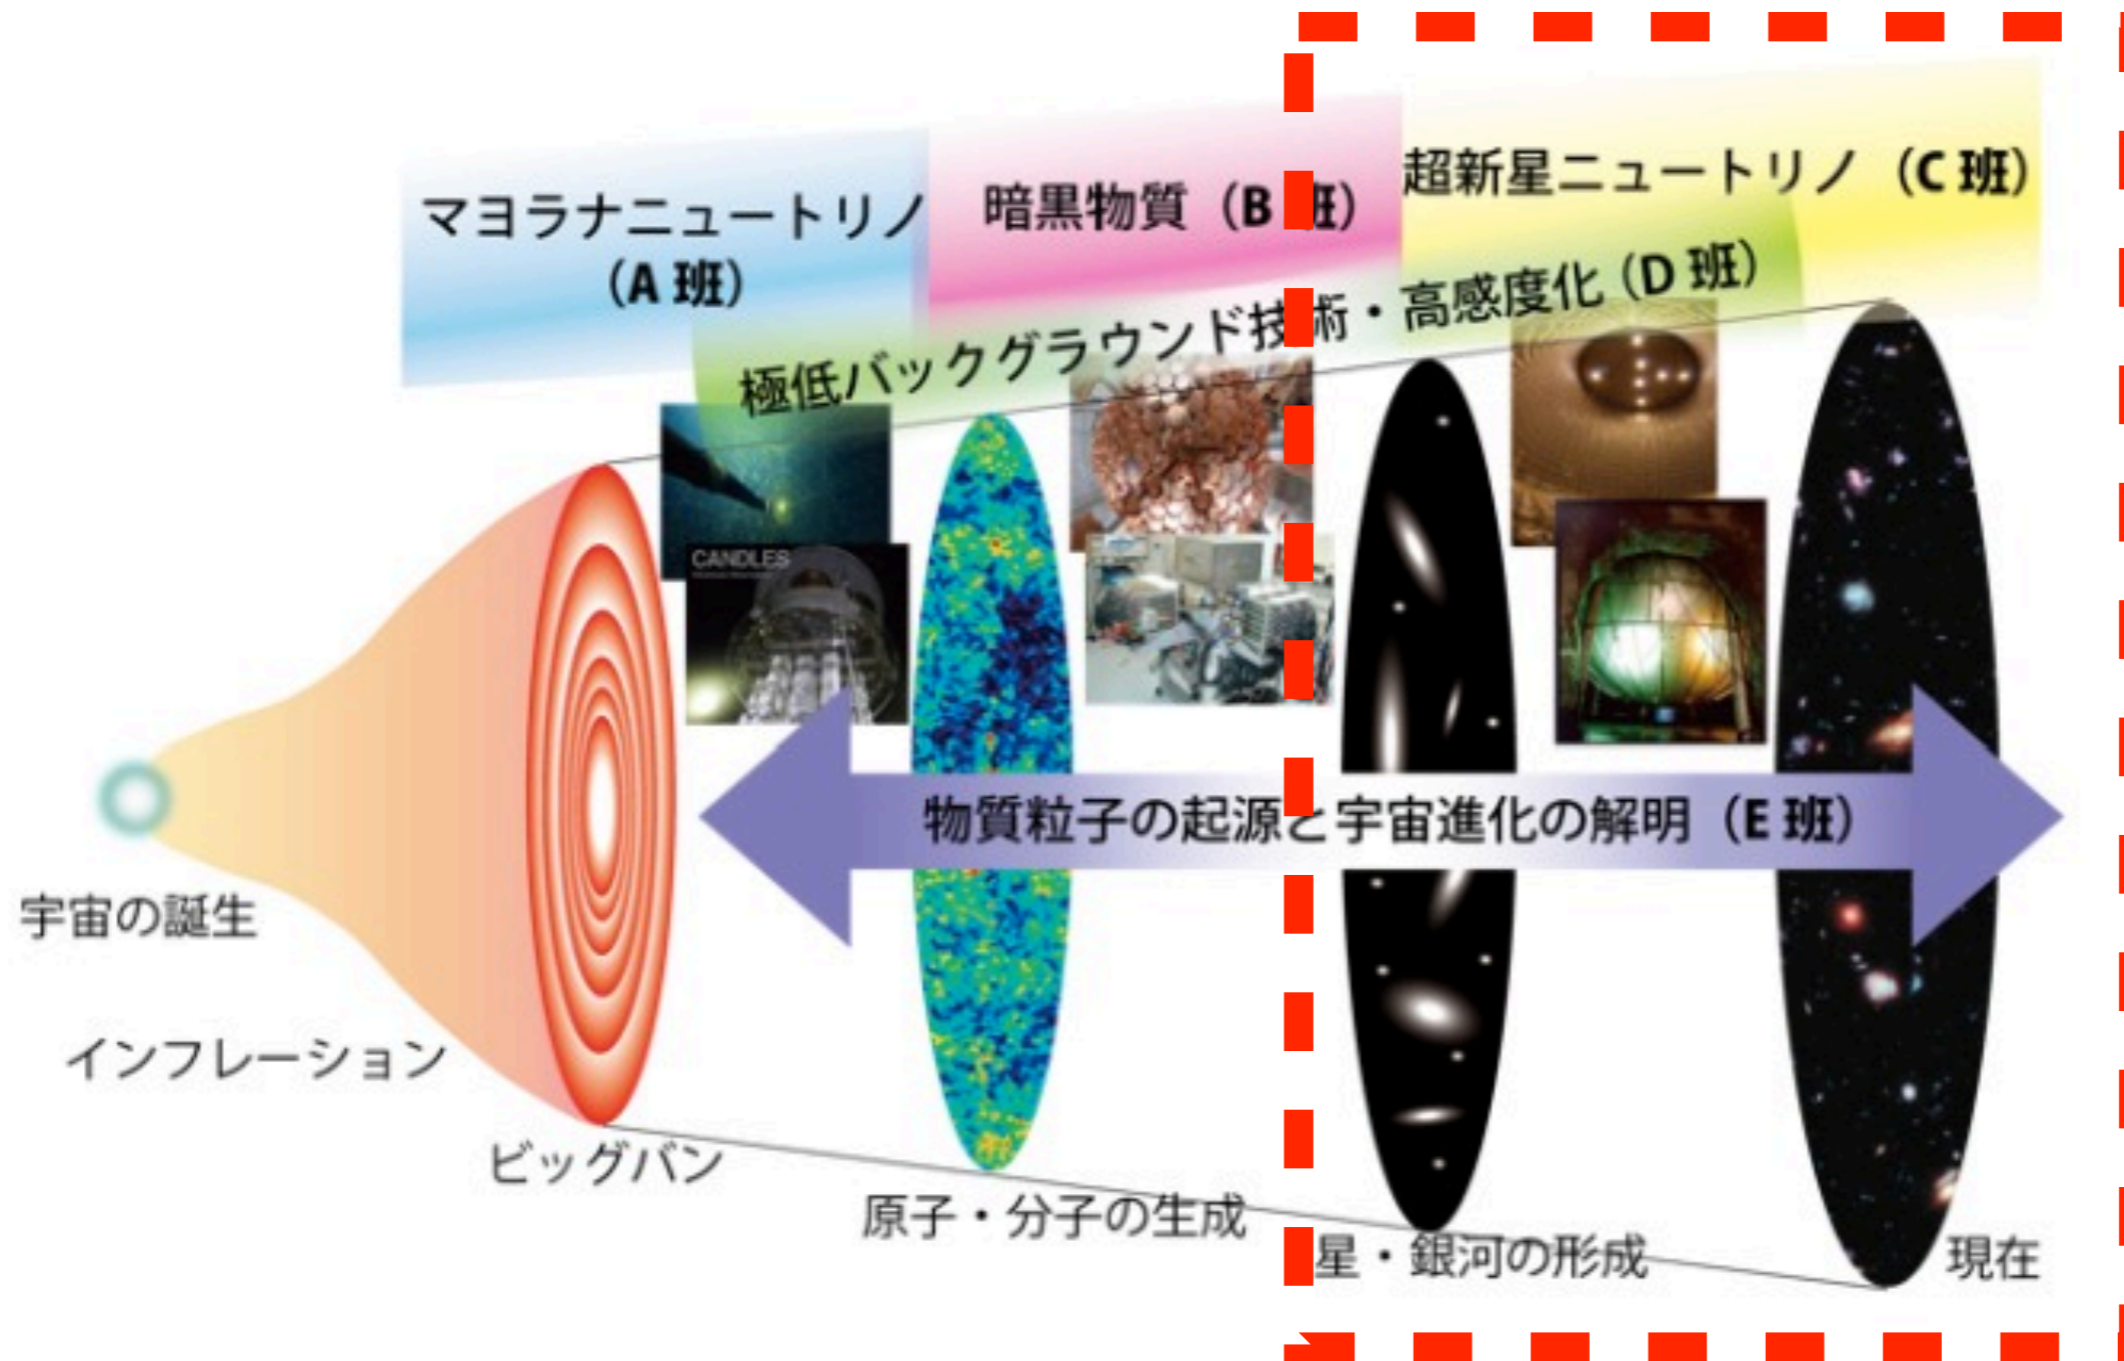 マヨラナニュートリノ
（A 班）
暗黒物質（B 班）
超新星ニュートリノ（C 班）
極低バックグラウンド技術・高感度化（D 班）
CANDLES
物質粒子の起源と宇宙進化の解明（E 班）
宇宙の誕生
インフレーション
ビッグバン
原子・分子の生成
星・銀河の形成
現在